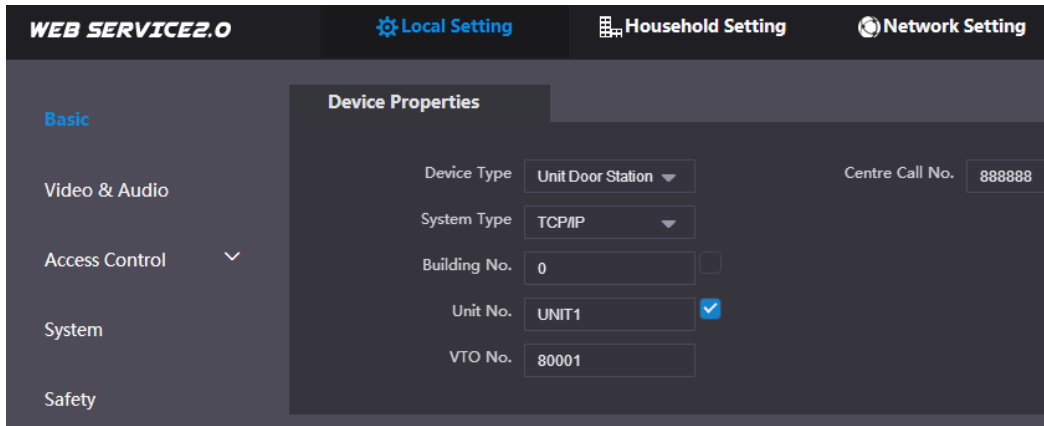 WEB SERVICE2.0
Local Setting
Household Setting
Network Setting
Basic
Video & Audio
Access Control
System
Safety
Device Properties
Device Type Unit Door Station
Centre Call No. 888888
System Type TCP/IP
Building No. 0
Unit No. UNIT1
VTO No. 80001